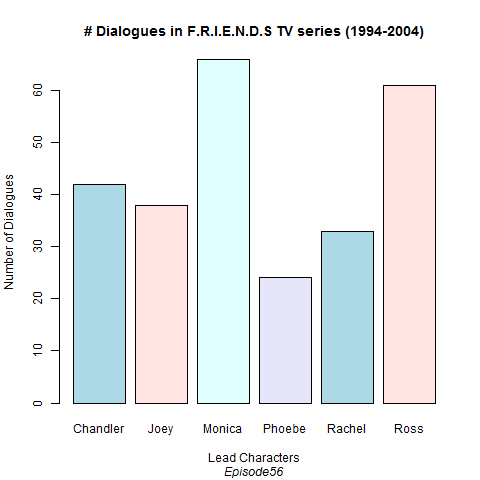 # Dialogues in F.R.I.E.N.D.S TV series (1994-2004)
Number of Dialogues
60
50
40
30
20
10
0
Chandler Joey Monica Phoebe Rachel Ross
Lead Characters
Episode56